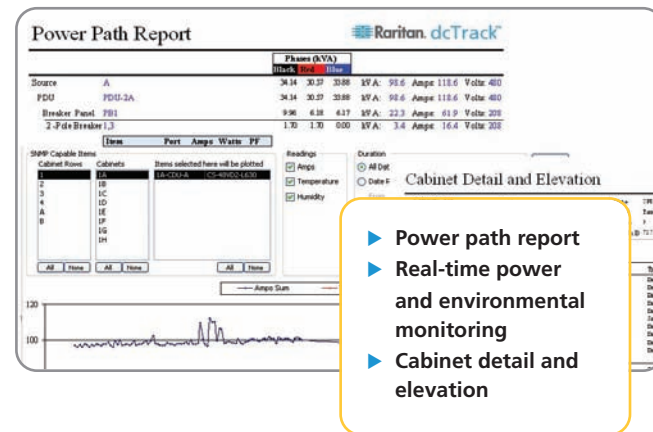 Power Path Report
Raritan. dcTrack™
Phases (kVA)
Black Red Blue
Source A 34.14 30.37 33.88 kVA: 98.6 Amps: 118.6 Volts: 480
PDU PDU-2A 34.14 30.37 33.88 kVA: 98.6 Amps: 118.6 Volts: 480
Breaker Panel PB1 9.96 6.18 6.17 kVA: 22.3 Amps: 61.9 Volts: 208
2 -Pole Breaker 1,3 1.70 1.70 0.00 kVA: 3.4 Amps: 16.4 Volts: 208
Item Port Amps Watts PF
SNMP Capable Items
Cabinet Rows Cabinets Items selected here will be plotted
1 1A 1A-CDU-A CS-40ND2-L630
2 1B
3 1C
4 1D
A 1E
B 1F
1G
1H
All None All None All None
Readings
Amps
Temperature
Humidity
Duration
All Dat
Date F
Cabinet Detail and Elevation
Amps Sum
120
100
Power path report
Real-time power
and environmental
monitoring
Cabinet detail and
elevation